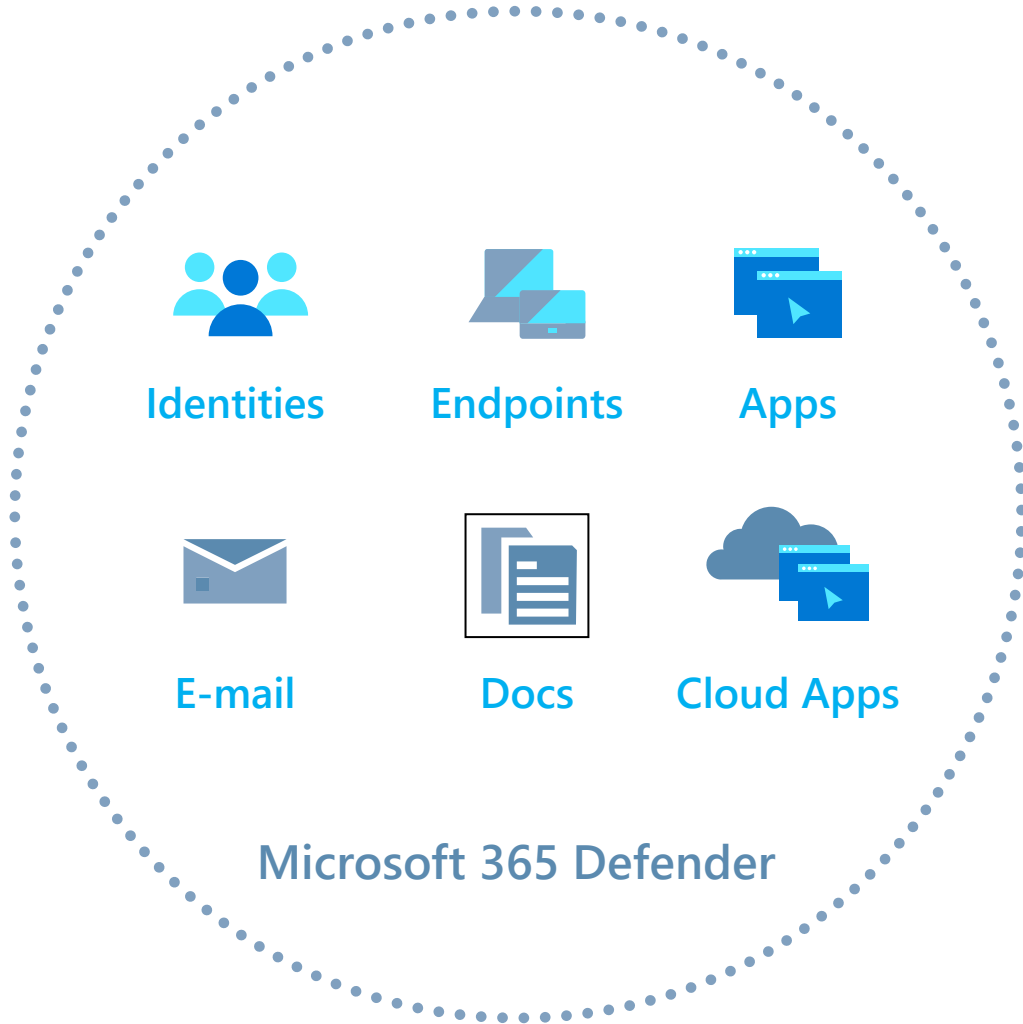 Identities
Endpoints
Apps
E-mail
Docs
Cloud Apps
Microsoft 365 Defender